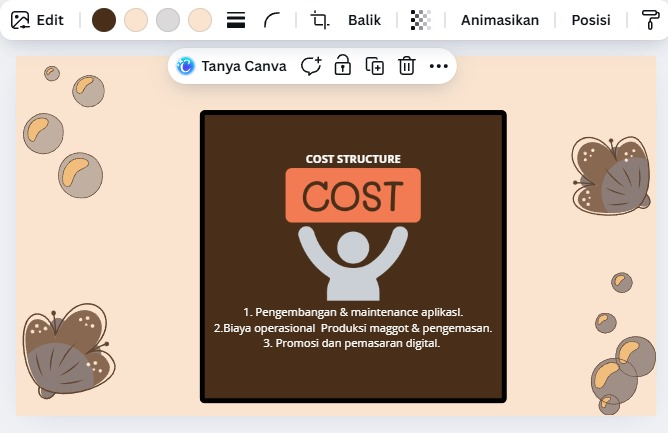 Edit
Balik
Animasikan
Posisi
Tanya Canva
COST STRUCTURE
COST
1. Pengembangan & maintenance aplikasI.
2.Biaya operasional  Produksi maggot & pengemasan.
3. Promosi dan pemasaran digital.